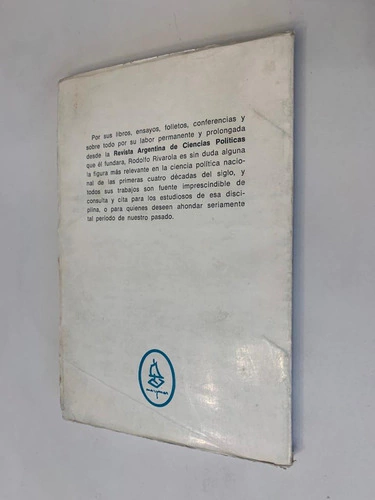 Por sus libros, ensayos, folletos, conferencias y
sobre todo por su labor permanente y prolongada
desde la Revista Argentina de Ciencias Políticas
que él fundara, Rodolfo Rivarola es sin duda alguna
la figura más relevante en la ciencia política nacio-
nal de las primeras cuatro décadas del siglo, y
todos sus trabajos son fuente imprescindible de
consulta y cita para los estudiosos de esa disci-
plina, o para quienes deseen ahondar seriamente
tal período de nuestro pasado.